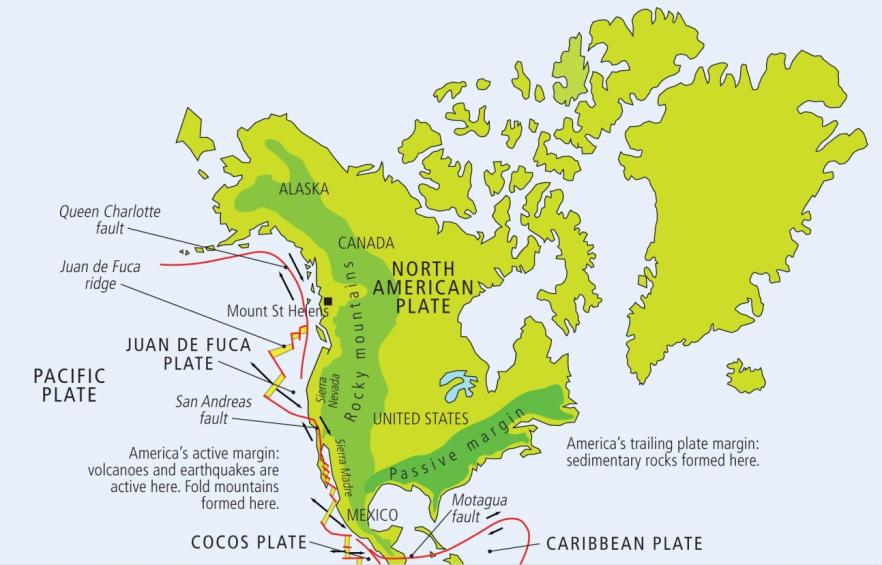 ALASKA
Queen Charlotte
fault
CANADA
Juan de Fuca
ridge
NORTH
AMERICAN
PLATE
Mount St Helens
Rocky mountains
JUAN DE FUCA
PLATE
PACIFIC
PLATE
Sierra
Nevada
San Andreas
fault
UNITED STATES
Passive margin
America's trailing plate margin:
sedimentary rocks formed here.
America's active margin:
volcanoes and earthquakes are
active here. Fold mountains
formed here.
Sierra Madre
Motagua
fault
MEXICO
COCOS PLATE
CARIBBEAN PLATE